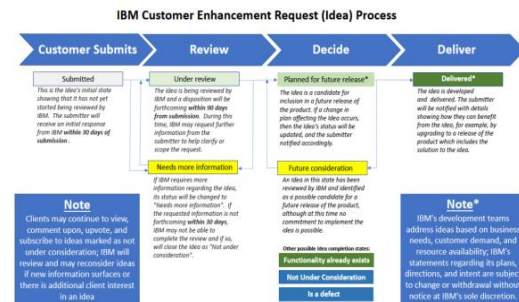 IBM Customer Enhancement Request (Idea) Process
Customer Submits
Review
Decide
Deliver
Submitted
This is the Idea's initial state
showing that it has not yet
started being reviewed by
IBM. The submitter will
receive an initial response
from IBM within 30 days of
submission.
Under review
The idea is being reviewed by
IBM and a disposition will be
forthcoming within 90 days
from submission. During this
time, IBM may request further
information from the
submitter to help clarify or
scope the request.
Needs more information
If IBM requires more
information regarding the idea,
its status will be changed to
"Needs more information". If
the requested information is not
forthcoming within 30 days,
IBM may not be able to
complete the review and if so,
will close the idea as "Not under
consideration".
Planned for future release*
The idea is a candidate for
inclusion in a future release of
the product. If a change in
plan affecting the idea occurs,
then the Idea's status will be
updated, and the submitter
notified accordingly.
Future consideration
An Idea in this state has been
reviewed by IBM and identified
as a possible candidate for a
future release of the product,
although at this time no
commitment to implement the
idea is possible.
Other possible idea completion states:
Functionality already exists
Not Under Consideration
Is a defect
Delivered*
The idea is developed
and delivered. The submitter
will be notified with details
showing how they can benefit
from the idea, for example, by
upgrading to a release of the
product which includes the
solution to the idea.
Note
Clients may continue to view,
comment upon, upvote, and
subscribe to ideas marked as not
under consideration; IBM will
review and may reconsider ideas
if new information surfaces or
there is additional client interest
in an idea
Note*
IBM's development teams
address ideas based on business
needs, customer demand, and
resource availability; IBM's
statements regarding its plans,
directions, and intent are subject
to change or withdrawal without
notice at IBM's sole discretion.